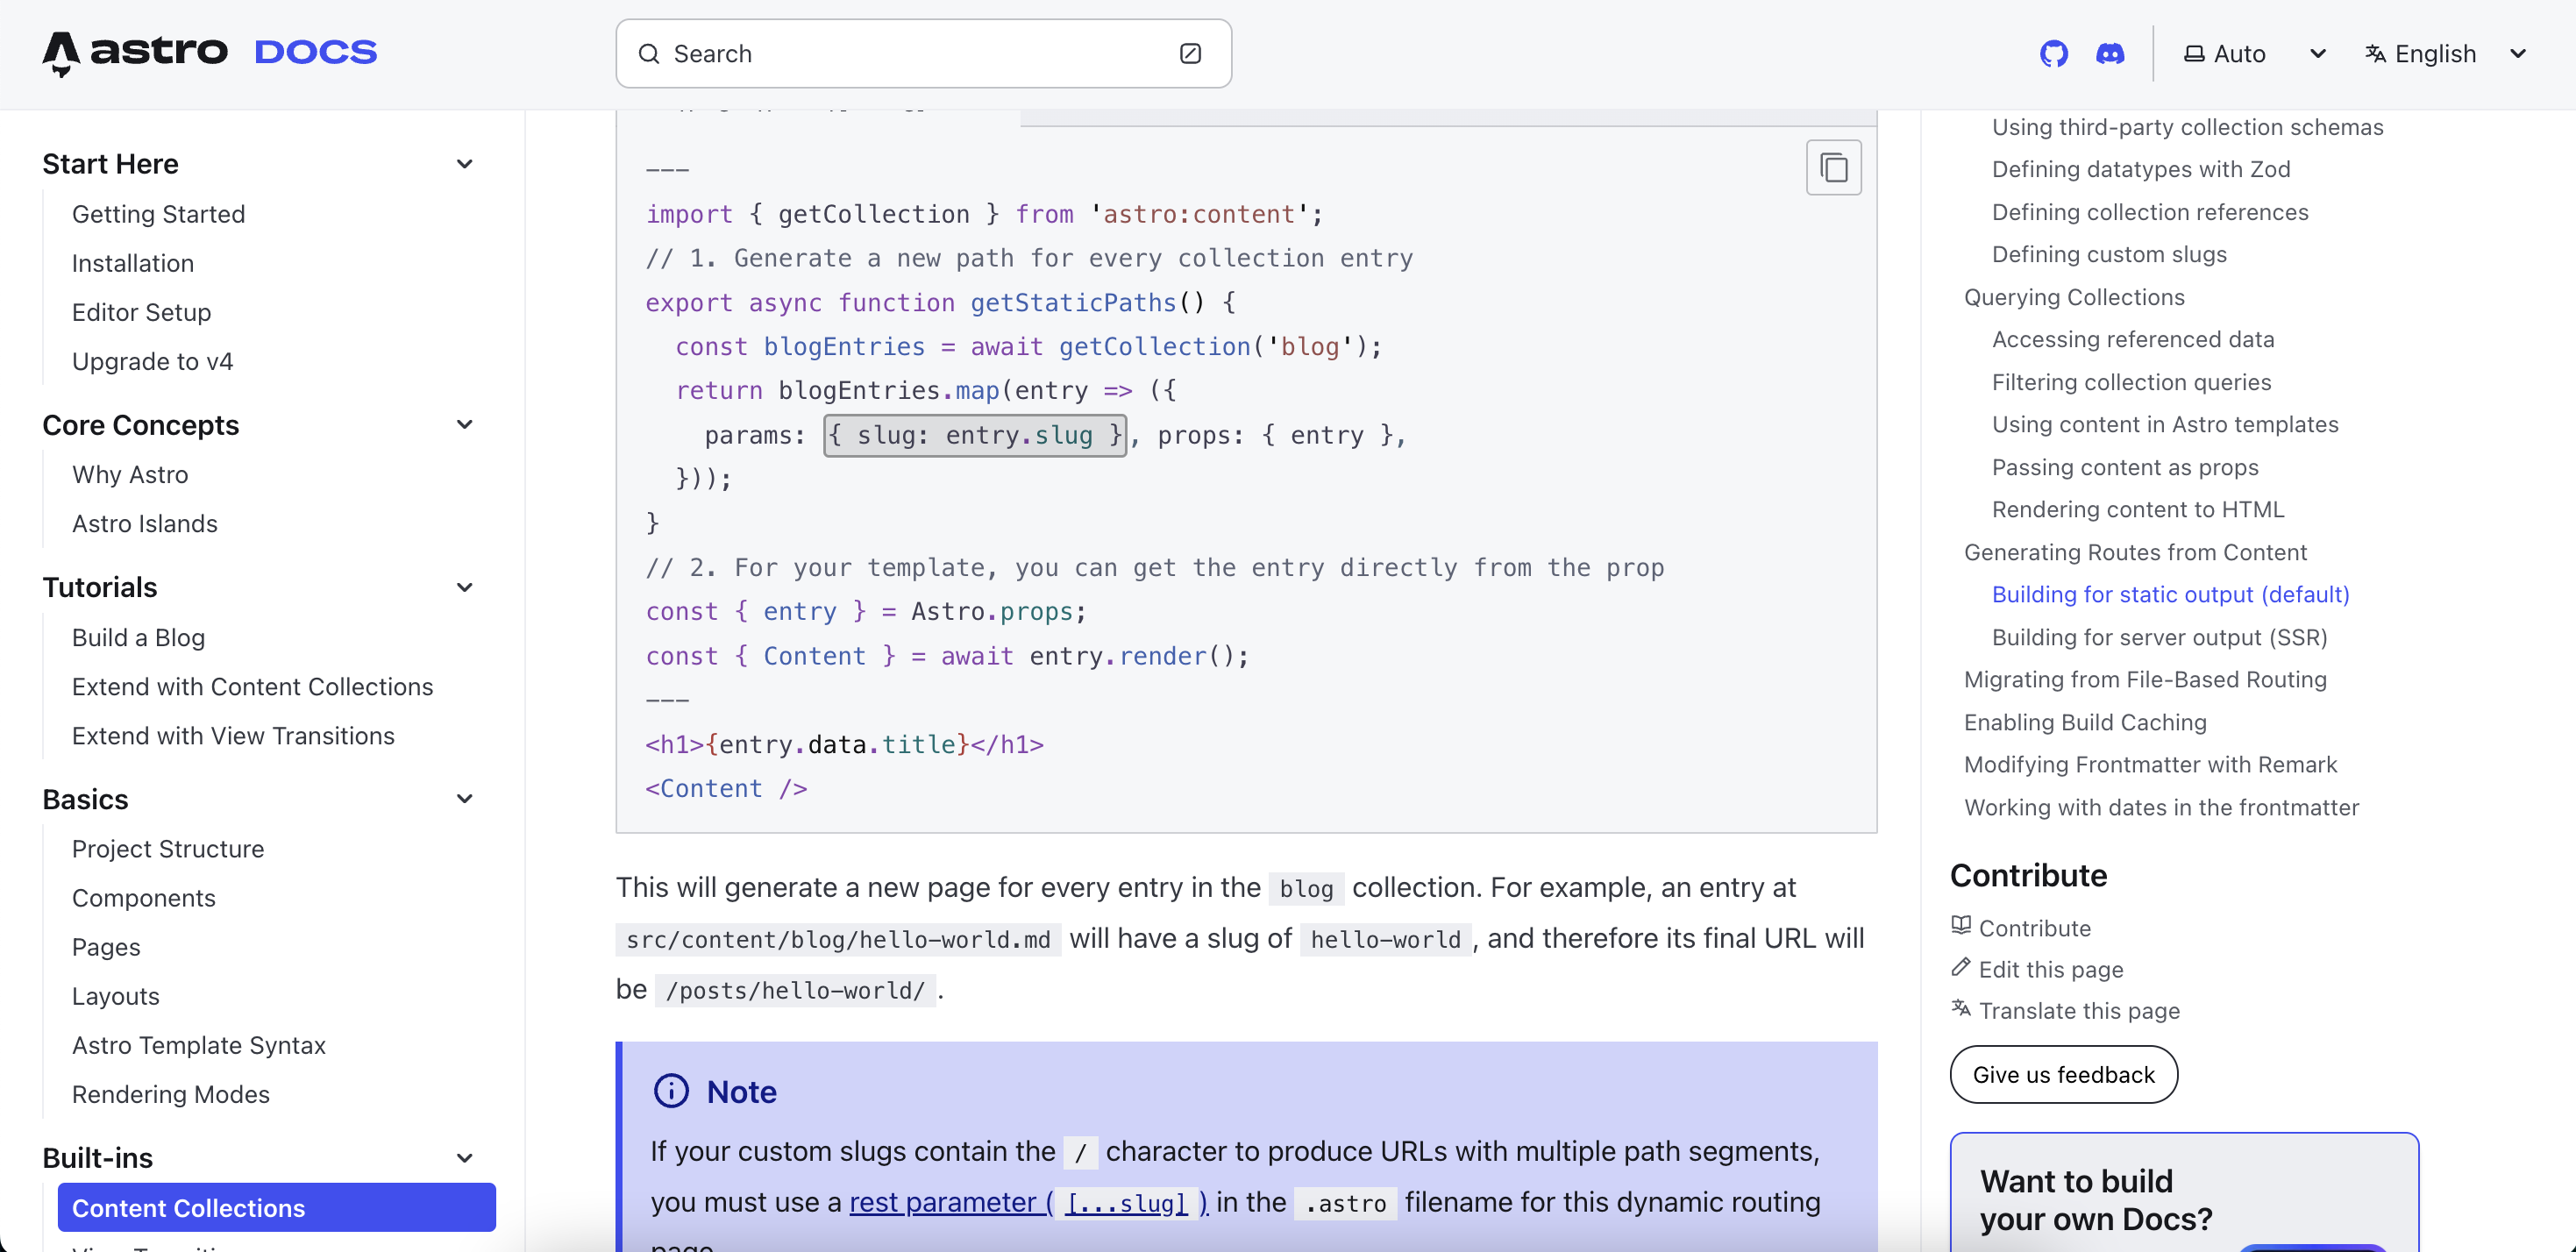 astro DOCS
Search
Auto
English
Start Here
Getting Started
Installation
Editor Setup
Upgrade to v4
Core Concepts
Why Astro
Astro Islands
Tutorials
Build a Blog
Extend with Content Collections
Extend with View Transitions
Basics
Project Structure
Components
Pages
Layouts
Astro Template Syntax
Rendering Modes
Built-ins
Content Collections
---
import { getCollection } from 'astro:content';
// 1. Generate a new path for every collection entry
export async function getStaticPaths() {
  const blogEntries = await getCollection('blog');
  return blogEntries.map(entry => ({
    params: { slug: entry.slug }, props: { entry },
  }));
}
// 2. For your template, you can get the entry directly from the prop
const { entry } = Astro.props;
const { Content } = await entry.render();
---
<h1>{entry.data.title}</h1>
<Content />
This will generate a new page for every entry in the blog collection. For example, an entry at
src/content/blog/hello-world.md will have a slug of hello-world, and therefore its final URL will
be /posts/hello-world/.
Note
If your custom slugs contain the / character to produce URLs with multiple path segments,
you must use a rest parameter ([...slug]) in the .astro filename for this dynamic routing
Using third-party collection schemas
Defining datatypes with Zod
Defining collection references
Defining custom slugs
Querying Collections
Accessing referenced data
Filtering collection queries
Using content in Astro templates
Passing content as props
Rendering content to HTML
Generating Routes from Content
Building for static output (default)
Building for server output (SSR)
Migrating from File-Based Routing
Enabling Build Caching
Modifying Frontmatter with Remark
Working with dates in the frontmatter
Contribute
Contribute
Edit this page
Translate this page
Give us feedback
Want to build
your own Docs?